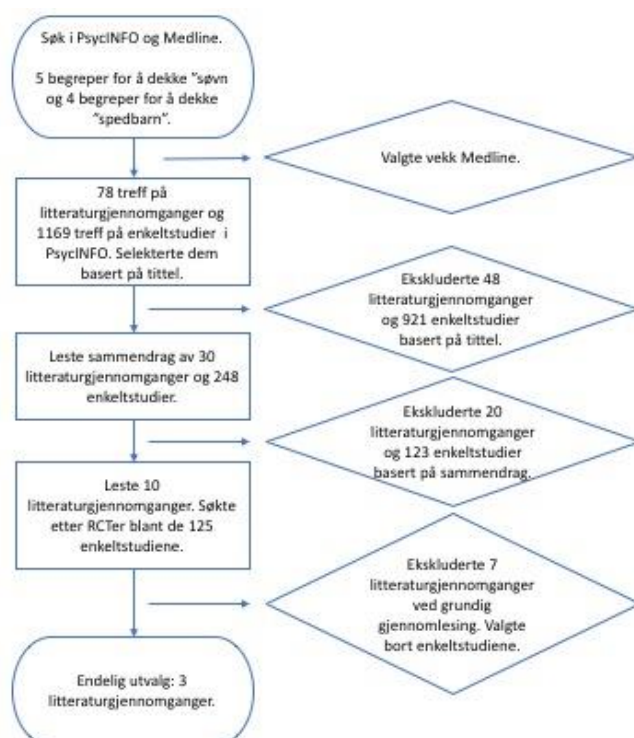 Søk i PsycINFO og Medline.
5 begreper for å dekke "søvn
og 4 begreper for å dekke
"spedbarn".
Valgte vekk Medline.
78 treff på
litteraturgjennomganger og
1169 treff på enkeltstudier i
PsycINFO. Selekterte dem
basert på tittel.
Ekskluderte 48
litteraturgjennomganger
og 921 enkeltstudier
basert på tittel.
Leste sammendrag av 30
litteraturgjennomganger og 248
enkeltstudier.
Ekskluderte 20
litteraturgjennomganger
og 123 enkeltstudier
basert på sammendrag.
Leste 10
litteraturgjennomganger. Søkte
etter RCTer blant de 125
enkeltstudiene.
Ekskluderte 7
litteraturgjennomganger
ved grundig
gjennomlesing. Valgte
bort enkeltstudiene.
Endelig utvalg: 3
litteraturgjennomganger.